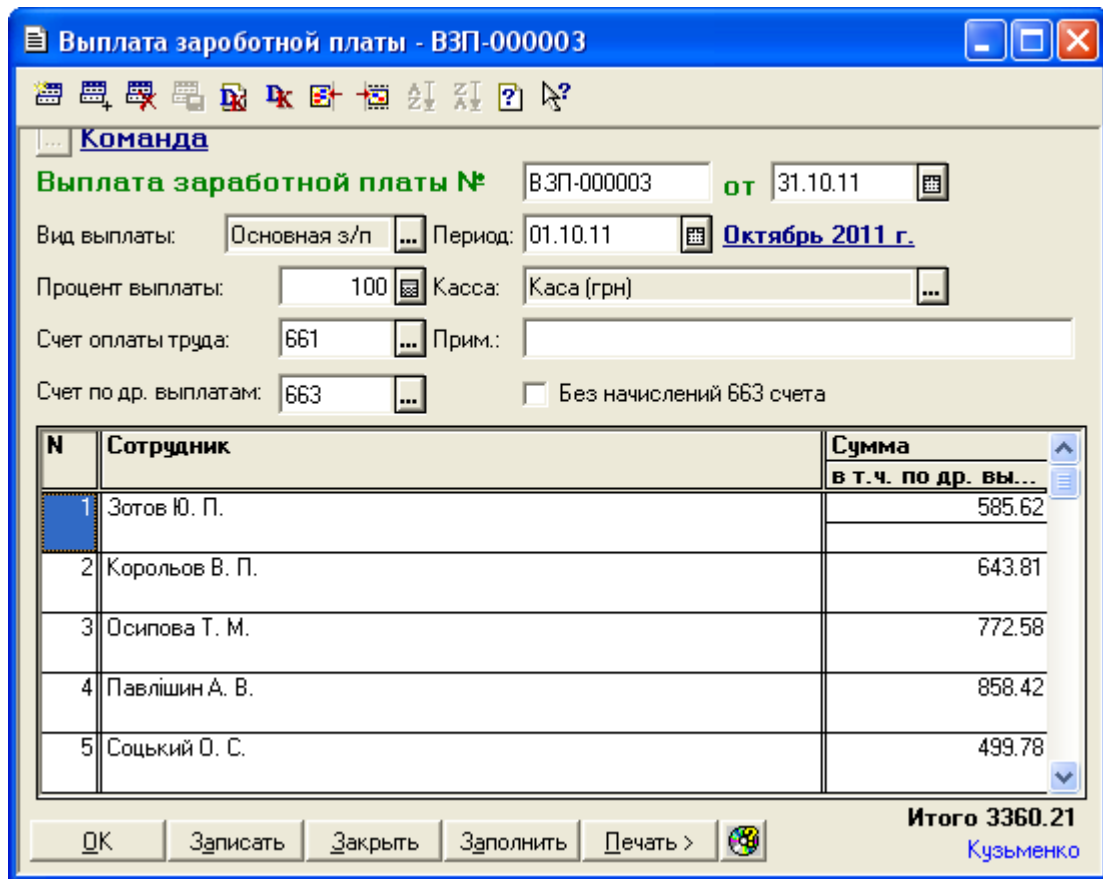 Выплата зароботной платы - ВЗП-000003
... Команда
Выплата заработной платы № ВЗП-000003 от 31.10.11
Вид выплаты: Основная з/п ... Период: 01.10.11 Октябрь 2011 г.
Процент выплаты: 100 Касса: Каса (грн) ...
Счет оплаты труда: 661 ... Прим.:
Счет по др. выплатам: 663 ... Без начислений 663 счета
N Сотрудник Сумма
в т.ч. по др. вы...
1 Зотов Ю. П. 585.62
2 Корольов В. П. 643.81
3 Осипова Т. М. 772.58
4 Павлішин А. В. 858.42
5 Соцький О. С. 499.78
Итого 3360.21
OK Записать Закрыть Заполнить Печать >
Кузьменко